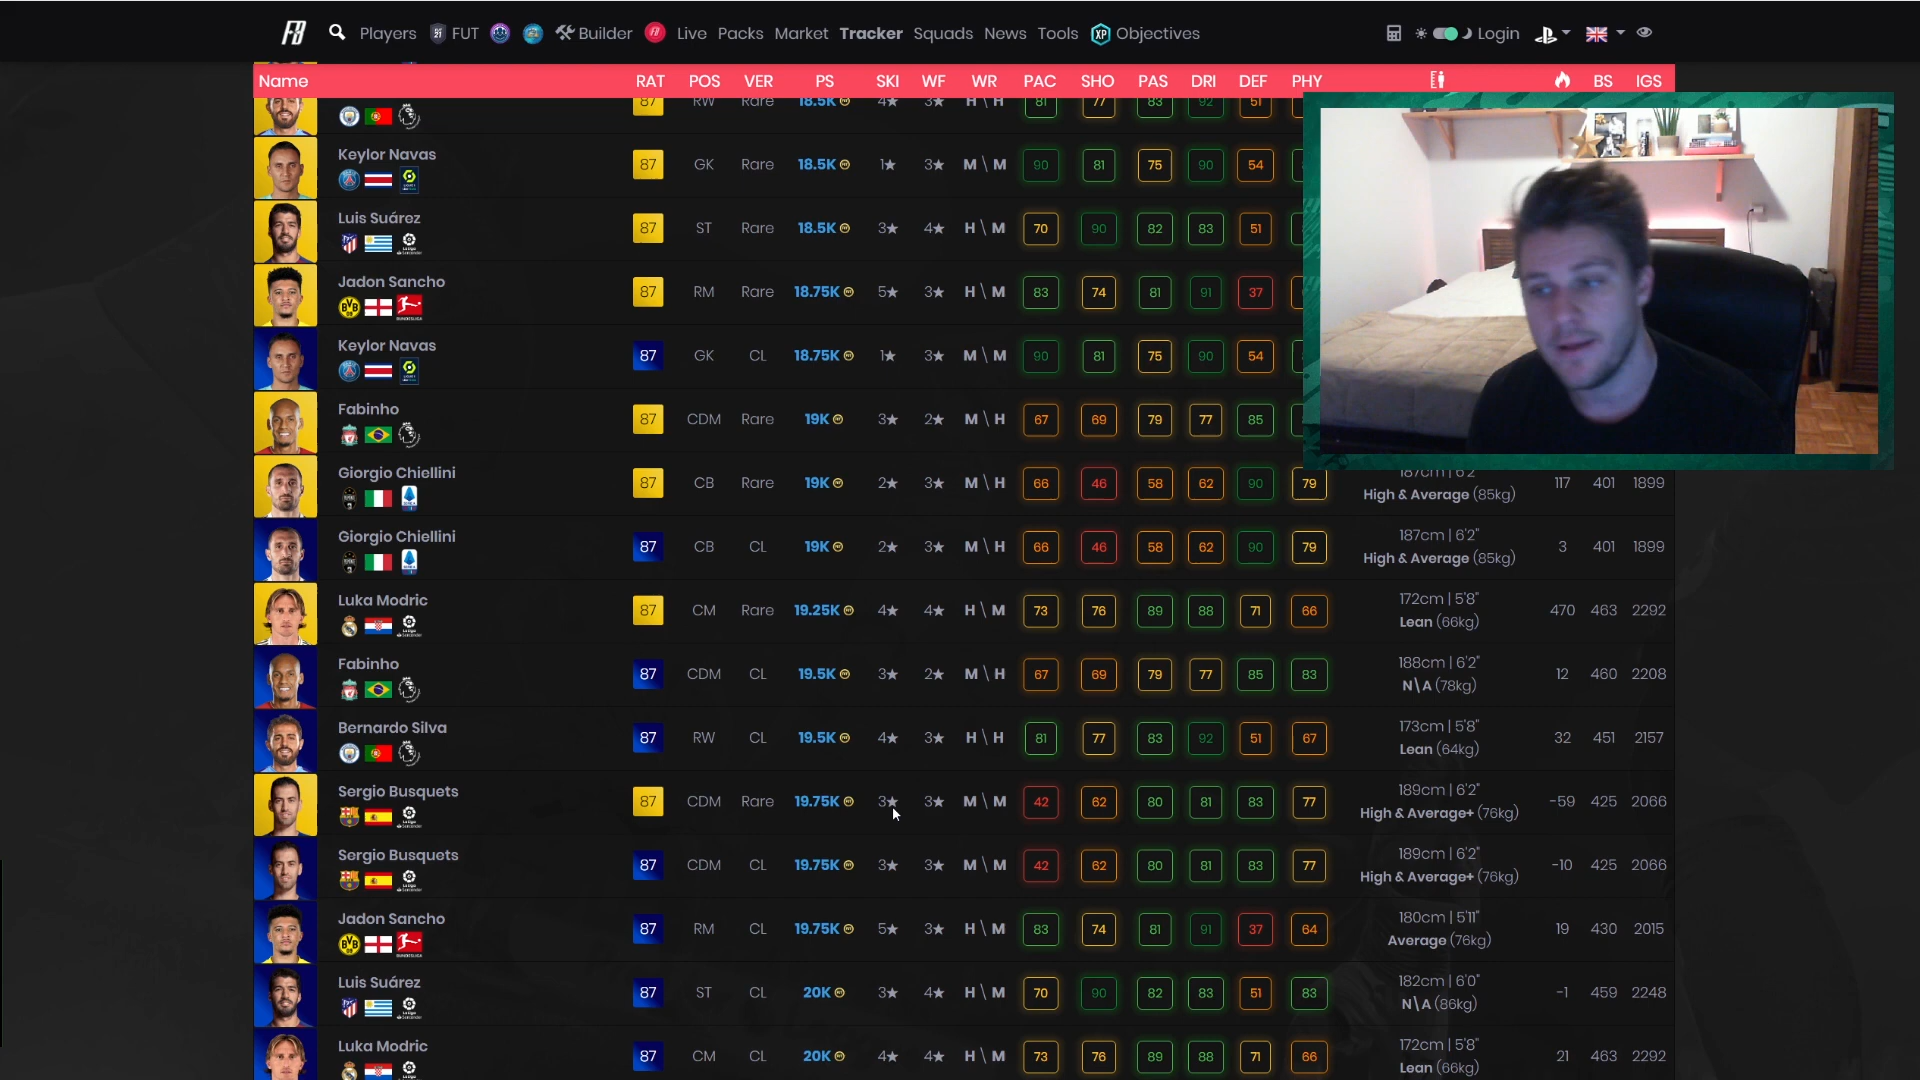 Players FUT Builder Live Packs Market Tracker Squads News Tools XP Objectives Login
Name RAT POS VER PS SKI WF WR PAC SHO PAS DRI DEF PHY BS IGS
87 RW Rare 18.5K 4★ 3★ H \ H 81 77 83 92 51
Keylor Navas 87 GK Rare 18.5K 1★ 3★ M \ M 90 81 75 90 54
Luis Suárez 87 ST Rare 18.5K 3★ 4★ H \ M 70 90 82 83 51
Jadon Sancho 87 RM Rare 18.75K 5★ 3★ H \ M 83 74 81 91 37
Keylor Navas 87 GK CL 18.75K 1★ 3★ M \ M 90 81 75 90 54
Fabinho 87 CDM Rare 19K 3★ 2★ M \ H 67 69 79 77 85
Giorgio Chiellini 87 CB Rare 19K 2★ 3★ M \ H 66 46 58 62 90 79 187cm | 6'2" 117 401 1899
High & Average (85kg)
Giorgio Chiellini 87 CB CL 19K 2★ 3★ M \ H 66 46 58 62 90 79 187cm | 6'2" 3 401 1899
High & Average (85kg)
Luka Modric 87 CM Rare 19.25K 4★ 4★ H \ M 73 76 89 88 71 66 172cm | 5'8" 470 463 2292
Lean (66kg)
Fabinho 87 CDM CL 19.5K 3★ 2★ M \ H 67 69 79 77 85 83 188cm | 6'2" 12 460 2208
N\A (78kg)
Bernardo Silva 87 RW CL 19.5K 4★ 3★ H \ H 81 77 83 92 51 67 173cm | 5'8" 32 451 2157
Lean (64kg)
Sergio Busquets 87 CDM Rare 19.75K 3★ 3★ M \ M 42 62 80 81 83 77 189cm | 6'2" -59 425 2066
High & Average+ (76kg)
Sergio Busquets 87 CDM CL 19.75K 3★ 3★ M \ M 42 62 80 81 83 77 189cm | 6'2" -10 425 2066
High & Average+ (76kg)
Jadon Sancho 87 RM CL 19.75K 5★ 3★ H \ M 83 74 81 91 37 64 180cm | 5'11" 19 430 2015
Average (76kg)
Luis Suárez 87 ST CL 20K 3★ 4★ H \ M 70 90 82 83 51 83 182cm | 6'0" -1 459 2248
N\A (86kg)
Luka Modric 87 CM CL 20K 4★ 4★ H \ M 73 76 89 88 71 66 172cm | 5'8" 21 463 2292
Lean (66kg)